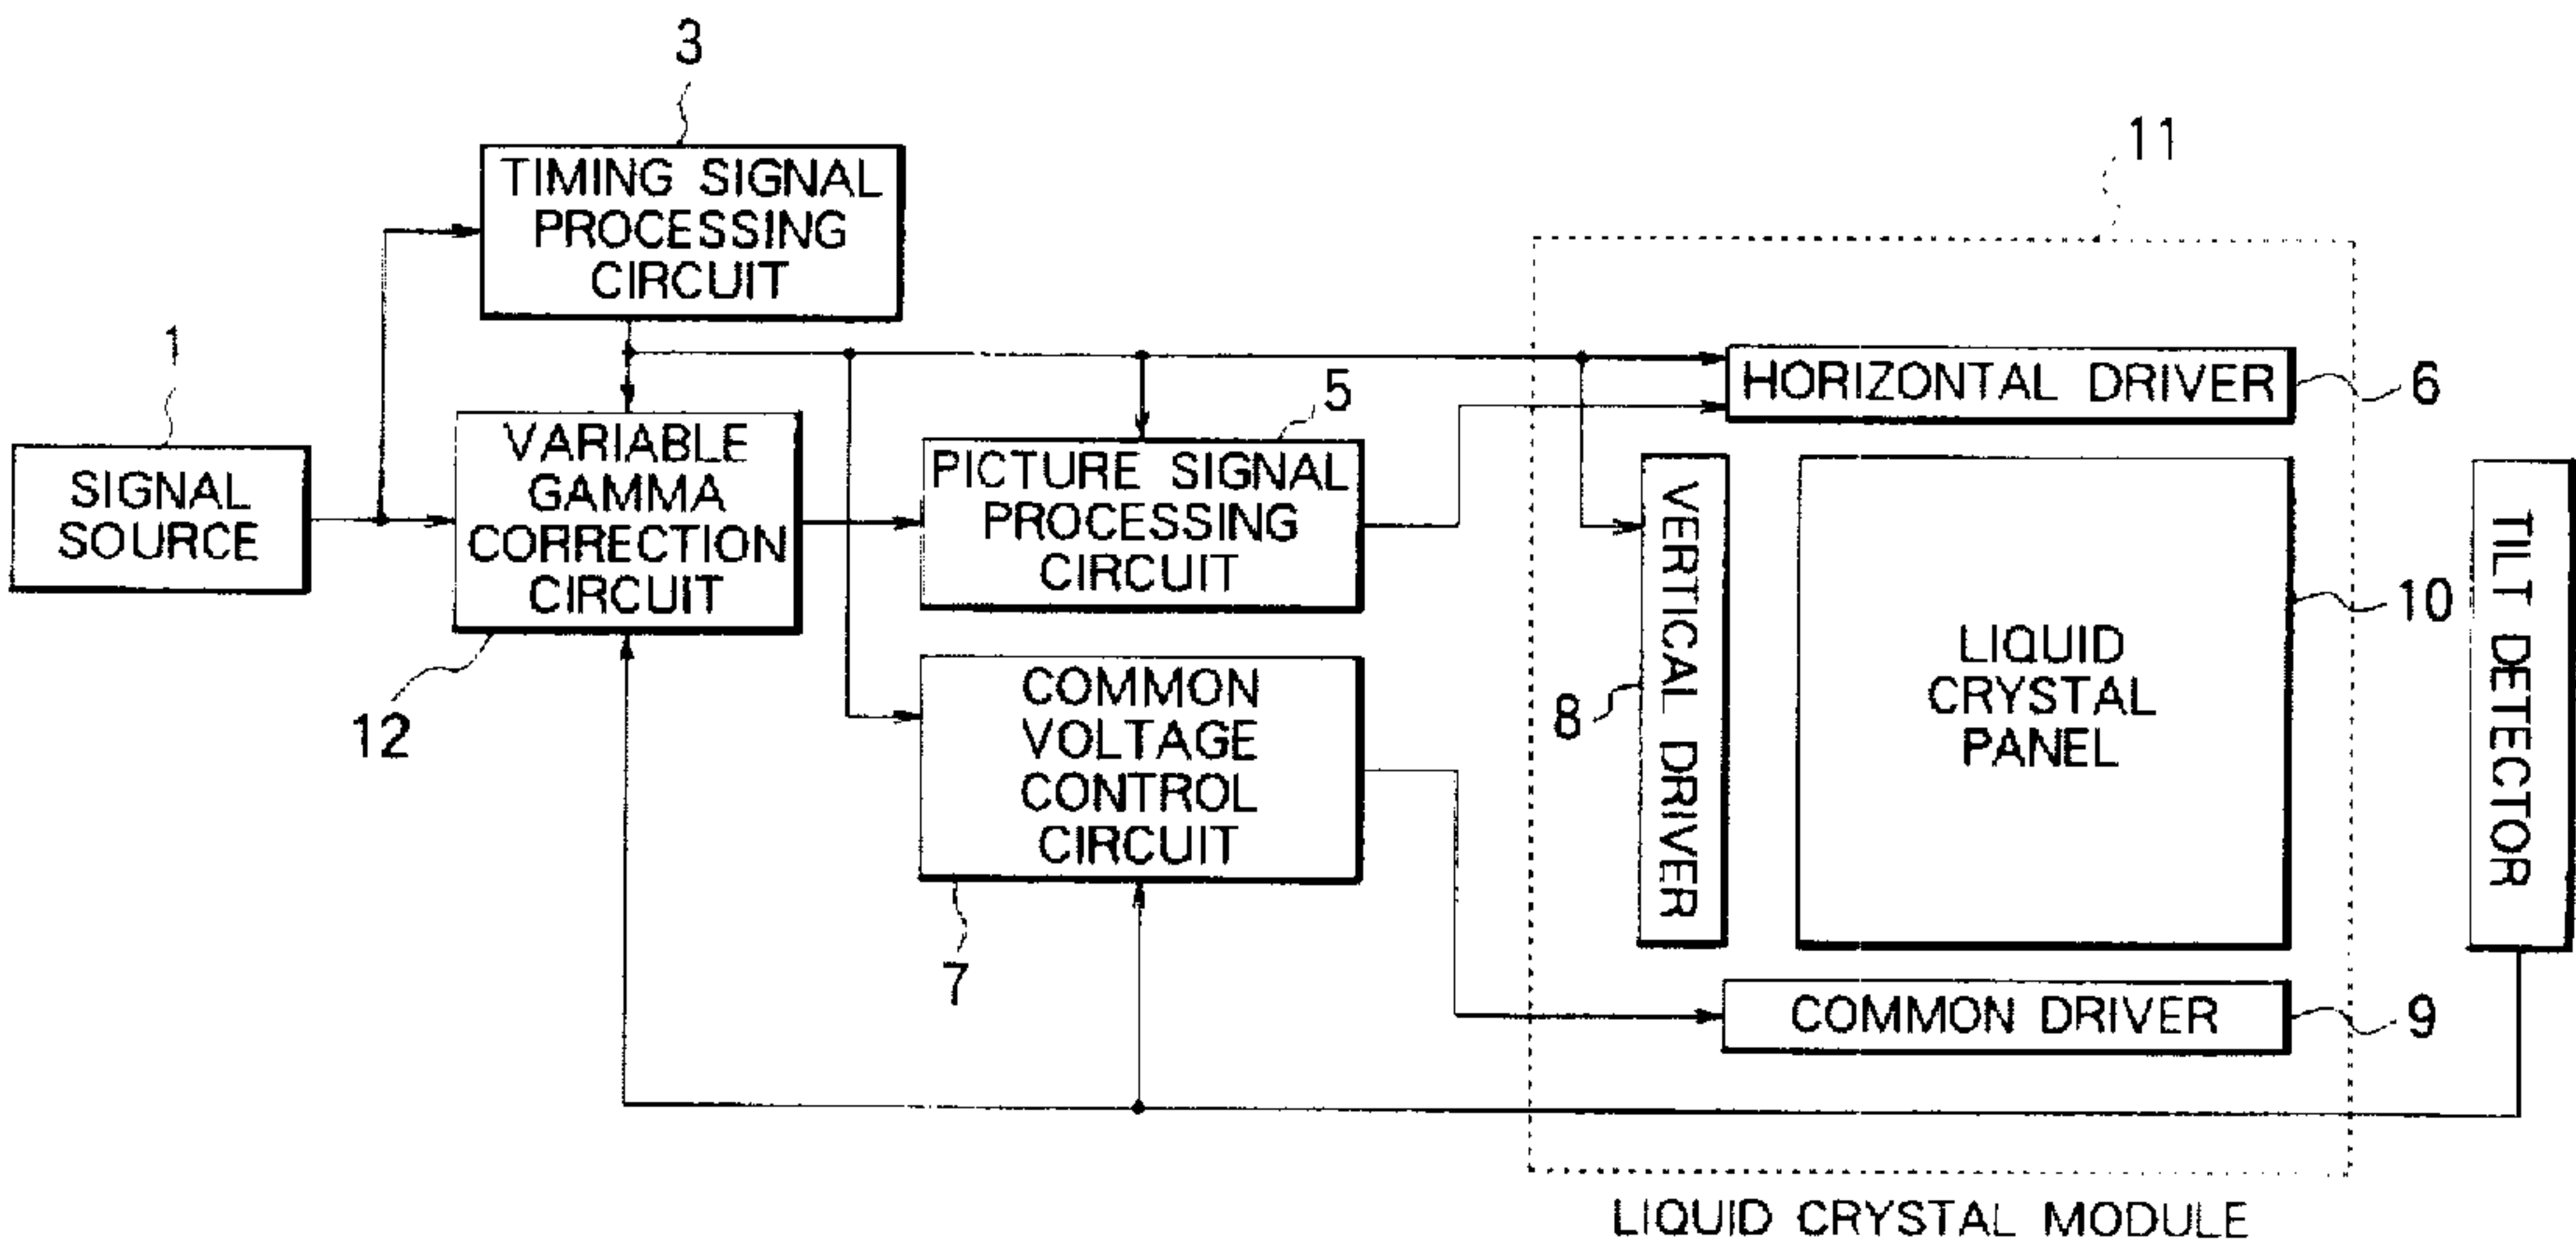 3
TIMING SIGNAL
PROCESSING
CIRCUIT
11
1
SIGNAL
SOURCE
VARIABLE
GAMMA
CORRECTION
CIRCUIT
12
5
PICTURE SIGNAL
PROCESSING
CIRCUIT
COMMON
VOLTAGE
CONTROL
CIRCUIT
7
HORIZONTAL DRIVER
6
VERTICAL DRIVER
8
LIQUID
CRYSTAL
PANEL
10
TILT DETECTOR
COMMON DRIVER
9
LIQUID CRYSTAL MODULE